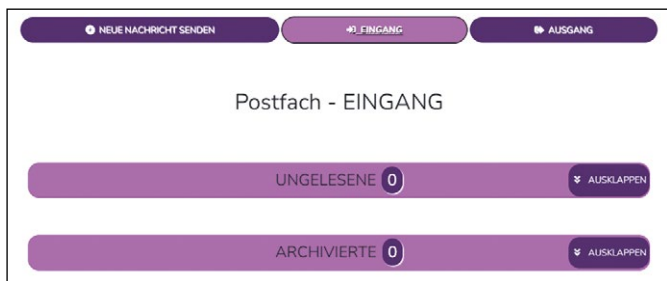 NEUE NACHRICHT SENDEN EINGANG AUSGANG
Postfach - EINGANG
UNGELESENE 0 AUSKLAPPEN
ARCHIVIERTE 0 AUSKLAPPEN